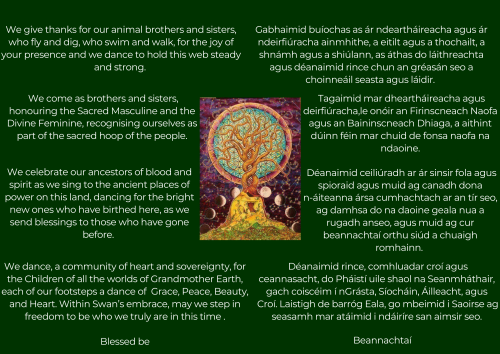 We give thanks for our animal brothers and sisters,
who fly and dig, who swim and walk, for the joy of
your presence and we dance to hold this web steady
and strong.
We come as brothers and sisters,
honouring the Sacred Masculine and the
Divine Feminine, recognising ourselves as
part of the sacred hoop of the people.
We celebrate our ancestors of blood and
spirit as we sing to the ancient places of
power on this land, dancing for the bright
new ones who have birthed here, as we
send blessings to those who have gone
before.
We dance, a community of heart and sovereignty, for
the Children of all the worlds of Grandmother Earth,
each of our footsteps a dance of Grace, Peace, Beauty,
and Heart. Within Swan's embrace, may we step in
freedom to be who we truly are in this time .
Blessed be
Gabhaimid buíochas as ár ndeartháireacha agus ár
ndeirfiúracha ainmhithe, a eitilt agus a thochailt, a
shnámh agus a shiúlann, as áthas do láithreachta
agus déanaimid rince chun an gréasán seo a
choinneáil seasta agus láidir.
Tagaimid mar dheartháireacha agus
deirfiúracha,le onóir an Firinscneach Naofa
agus an Baininscneach Dhiaga, a aithint
dúinn féin mar chuid de fonsa naofa na
ndaoine.
Déanaimid ceiliúradh ar ár sinsir fola agus
spioraid agus muid ag canadh dona
n-áiteanna ársa cumhachtach ar an tír seo,
ag damhsa do na daoine geala nua a
rugadh anseo, agus muid ag cur
beannachtaí orthu siúd a chuaigh
romhainn.
Déanaimid rince, comhluadar croí agus
ceannasacht, do Pháistí uile shaol na Seanmháthair,
gach coiscéim í nGrásta, Síocháin, Áilleacht, agus
Croí. Laistigh de barróg Eala, go mbeimid i Saoirse ag
seasamh mar atáimid i ndáiríre san aimsir seo.
Beannachtaí